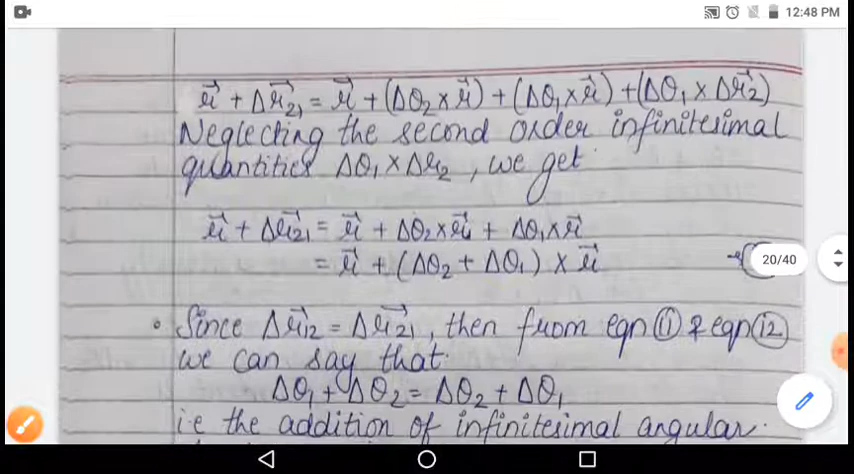 12:48 PM
r⃗ + Δr⃗₂₁ = r⃗ + (Δθ₂ × r⃗) + (Δθ₁ × r⃗) + (Δθ₁ × Δr⃗₂)
Neglecting the second order infinitesimal
quantities Δθ₁ × Δr₂, we get
r⃗ + Δr⃗₂₁ = r⃗ + Δθ₂ × r⃗ + Δθ₁ × r⃗
= r⃗ + (Δθ₂ + Δθ₁) × r⃗
20/40
• Since Δr⃗₁₂ = Δr⃗₂₁, then from eqn ⑪ & eqn ⑫
we can say that
Δθ₁ + Δθ₂ = Δθ₂ + Δθ₁
i.e the addition of infinitesimal angular